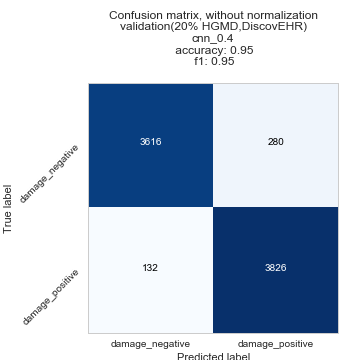 Confusion matrix, without normalization
validation(20% HGMD,DiscovEHR)
cnn_0.4
accuracy: 0.95
f1: 0.95
True label
damage_negative
3616
280
damage_positive
132
3826
damage_negative
damage_positive
Predicted label